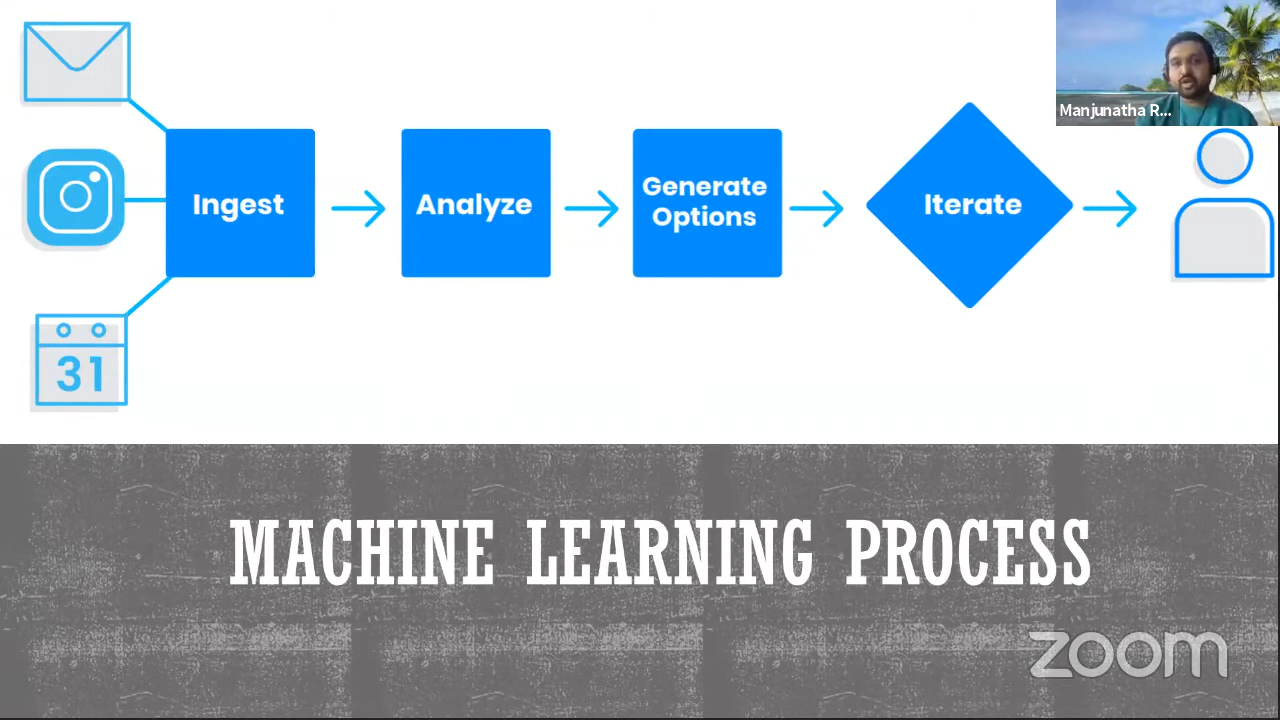 Manjunatha R...
Ingest
Analyze
Generate
Options
Iterate
31
MACHINE LEARNING PROCESS
zoom